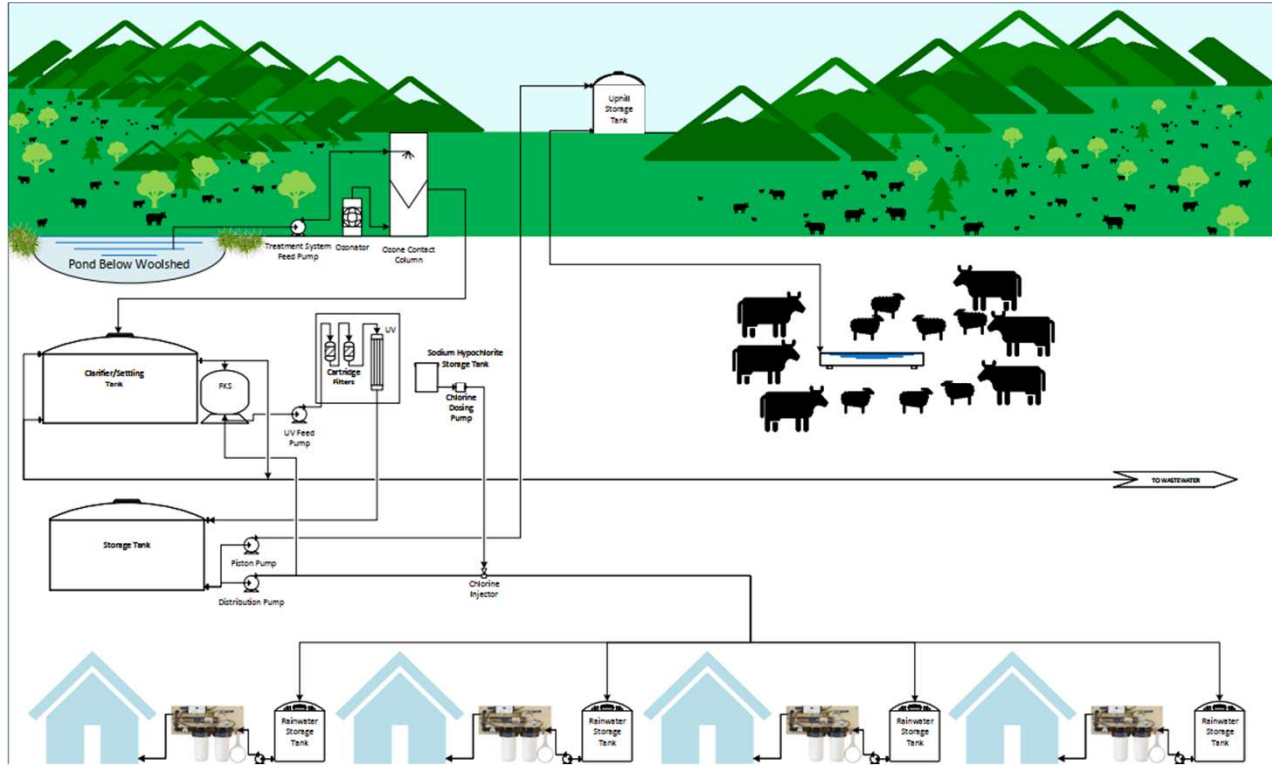 Uphill
Storage
Tank
Treatment System
Feed Pump
Ozonator
Ozone Contact
Column
Pond Below Woolshed
UV
Cartridge
Filters
Sodium Hypochlorite
Storage Tank
Chlorine
Dosing
Pump
Clarifier/Settling
Tank
FKS
UV Feed
Pump
TO WASTEWATER
Storage Tank
Piston Pump
Distribution Pump
Chlorine
Injector
Rainwater
Storage
Tank
Rainwater
Storage
Tank
Rainwater
Storage
Tank
Rainwater
Storage
Tank